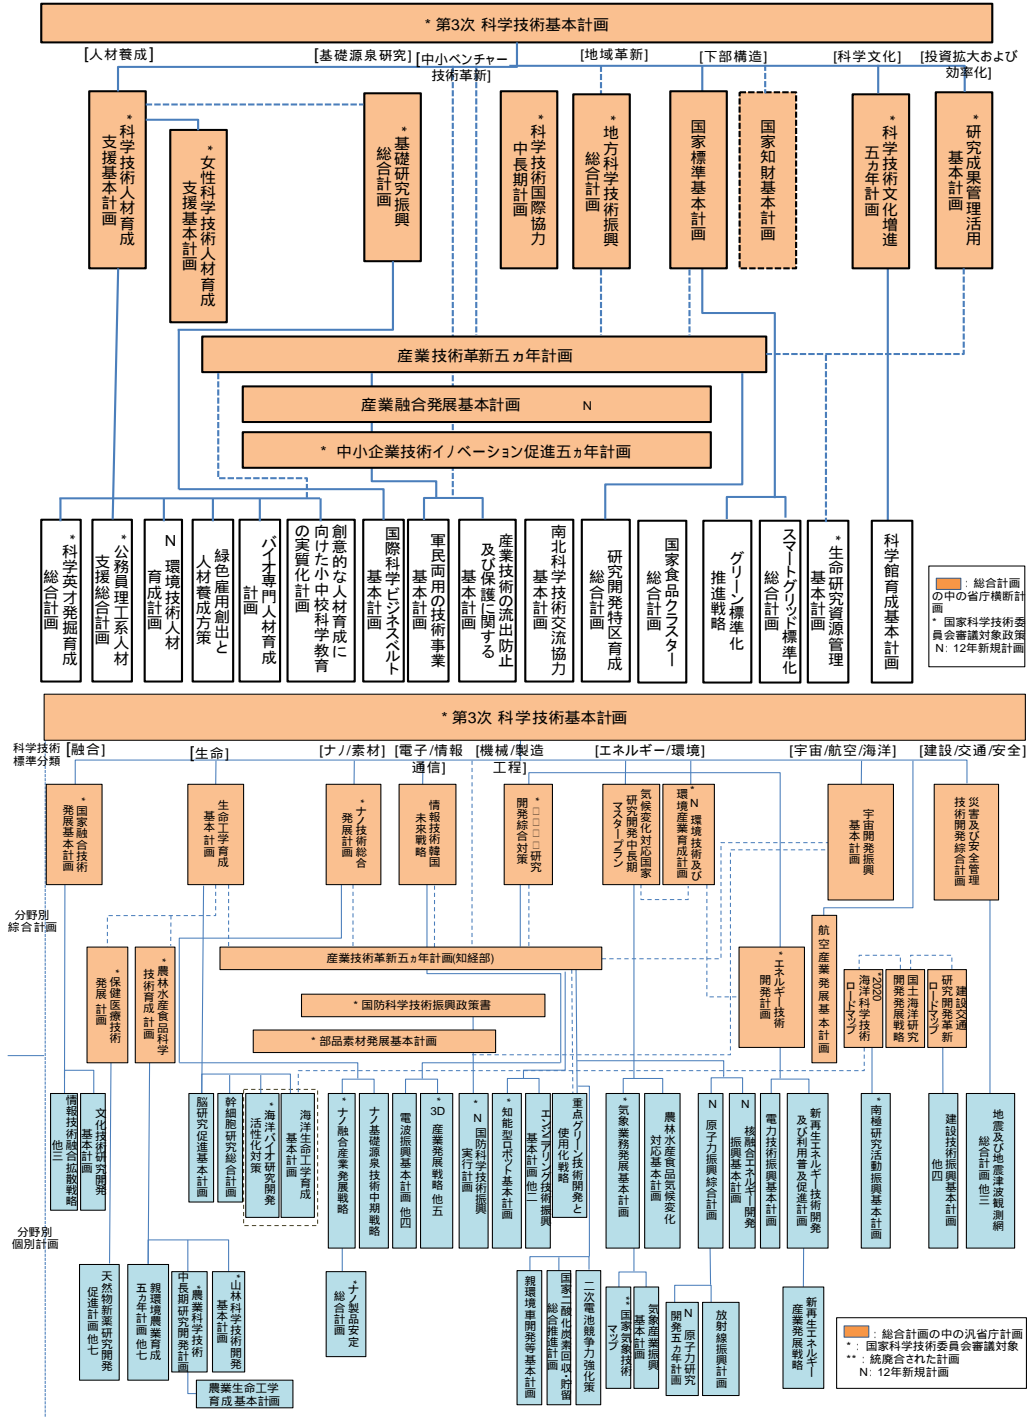 * 第3次 科学技術基本計画
[人材養成]
[基礎源泉研究]
[中小ベンチャー
技術革新]
[地域革新]
[下部構造]
[科学文化]
[投資拡大および
効率化]
*科学技術人材育成
支援基本計画
*女性科学技術人材育成
支援基本計画
*基礎研究振興
総合計画
*科学技術国際協力
中長期計画
*地方科学技術振興
総合計画
国家標準基本計画
国家知財基本計画
*科学技術文化増進
五ヵ年計画
*研究成果管理活用
基本計画
産業技術革新五ヵ年計画
産業融合発展基本計画 N
* 中小企業技術イノベーション促進五ヵ年計画
*科学英才発掘育成
総合計画
*公務員理工系人材
支援総合計画
N 環境技術人材
育成計画
緑色雇用創出と
人材養成方策
バイオ専門人材育成
計画
創意的な人材育成に
向けた小中校科学教育
の実質化計画
国際科学ビジネスベルト
基本計画
軍民両用の技術事業
基本計画
産業技術の流出防止
及び保護に関する
基本計画
南北科学技術交流協力
基本計画
研究開発特区育成
総合計画
国家食品クラスター
総合計画
グリーン標準化
推進戦略
スマートグリッド標準化
総合計画
*生命研究資源管理
基本計画
科学館育成基本計画
: 総合計画
の中の省庁横断計
画
* 国家科学技術委
員会審議対象政策
N: 12年新規計画
* 第3次 科学技術基本計画
科学技術
標準分類
[融合]
[生命]
[ナノ/素材]
[電子/情報
通信]
[機械/製造
工程]
[エネルギー/環境]
[宇宙/航空/海洋]
[建設/交通/安全]
*国家融合技術
発展基本計画
生命工学育成
基本計画
*ナノ技術総合
発展計画
情報技術韓国
未來戦略
*□□□□研究
開発綜合対策
気候変化対応国家
研究開発中長期
マスタープラン
*N 環境技術及び
環境産業育成計画
宇宙開発振興
基本計画
災害及び安全管理
技術開発綜合計画
分野別
綜合計画
*保健医療技術
発展 計画
*農林水産食品科学
技術育成 計画
産業技術革新五ヵ年計画(知経部)
* 国防科学技術振興政策書
* 部品素材発展基本計画
*エネルギー技術
開発計画
航空産業発展基本計画
*2020
海洋科学技術
ロードマップ
国土海洋研究
開発発展戦略
建設交通
研究開発革新
ロードマップ
分野別
個別計画
情報技術融合拡散戦略
他三
文化技術研究開発
基本計画
脳研究促進基本計画
幹細胞研究総合計画
*海洋バイオ研究開発
活性化対策
海洋生命工学育成
基本計画
*ナノ融合産業発展戦略
ナノ基礎源泉技術中期戦略
電波振興基本計画 他四
*3D 産業発展戦略 他五
*N 国防科学技術振興
実行計画
*知能型ロボット基本計画
エンジニアリング技術振興
基本計画 他二
重点グリーン技術開発と
使用化戦略
*気象業務発展基本計画
農林水産食品気候変化
対応基本計画
N 原子力振興綜合計画
N 核融合エネルギー開発
振興基本計画
電力技術振興基本計画
新再生エネルギー技術開発
及び利用普及促進計画
*南極研究活動振興基本計画
建設技術振興基本計画
他四
地震及び地震津波観測網
総合計画 他三
天然物新薬研究開発
促進計画 他七
親環境農業育成
五ヵ年計画 他七
*農業科学技術
中長期研究開発計画
*山林科学技術開発
基本計画
農業生命工学
育成基本計画
*ナノ製品安定
総合計画
親環境車開発等基本計画
国家二酸化炭素回収・貯留
総合推進計画
二次電池競争力強化策
**国家気象技術
マップ
気象産業振興
基本計画
N 原子力研究
開発五ヵ年計画
放射線振興計画
新再生エネルギー
産業発展戦略
: 総合計画の中の汎省庁計画
* : 国家科学技術委員会審議対象
** : 統廃合された計画
N: 12年新規計画